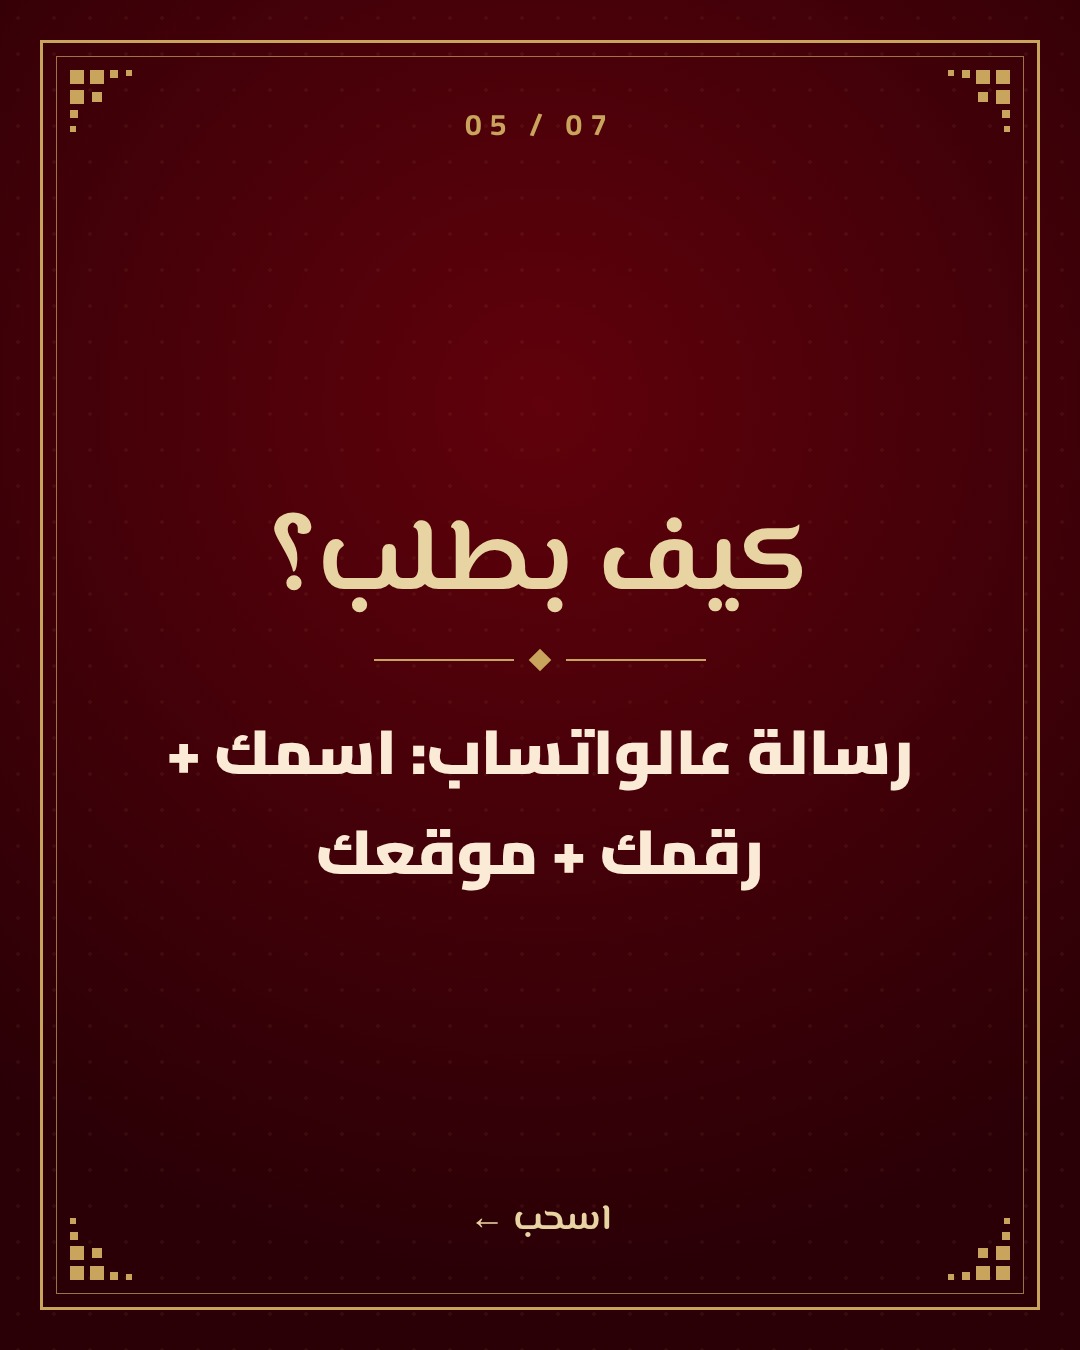 05 / 07
كيف بطلب؟
رسالة عالواتساب: اسمك +
رقمك + موقعك
اسحب ←